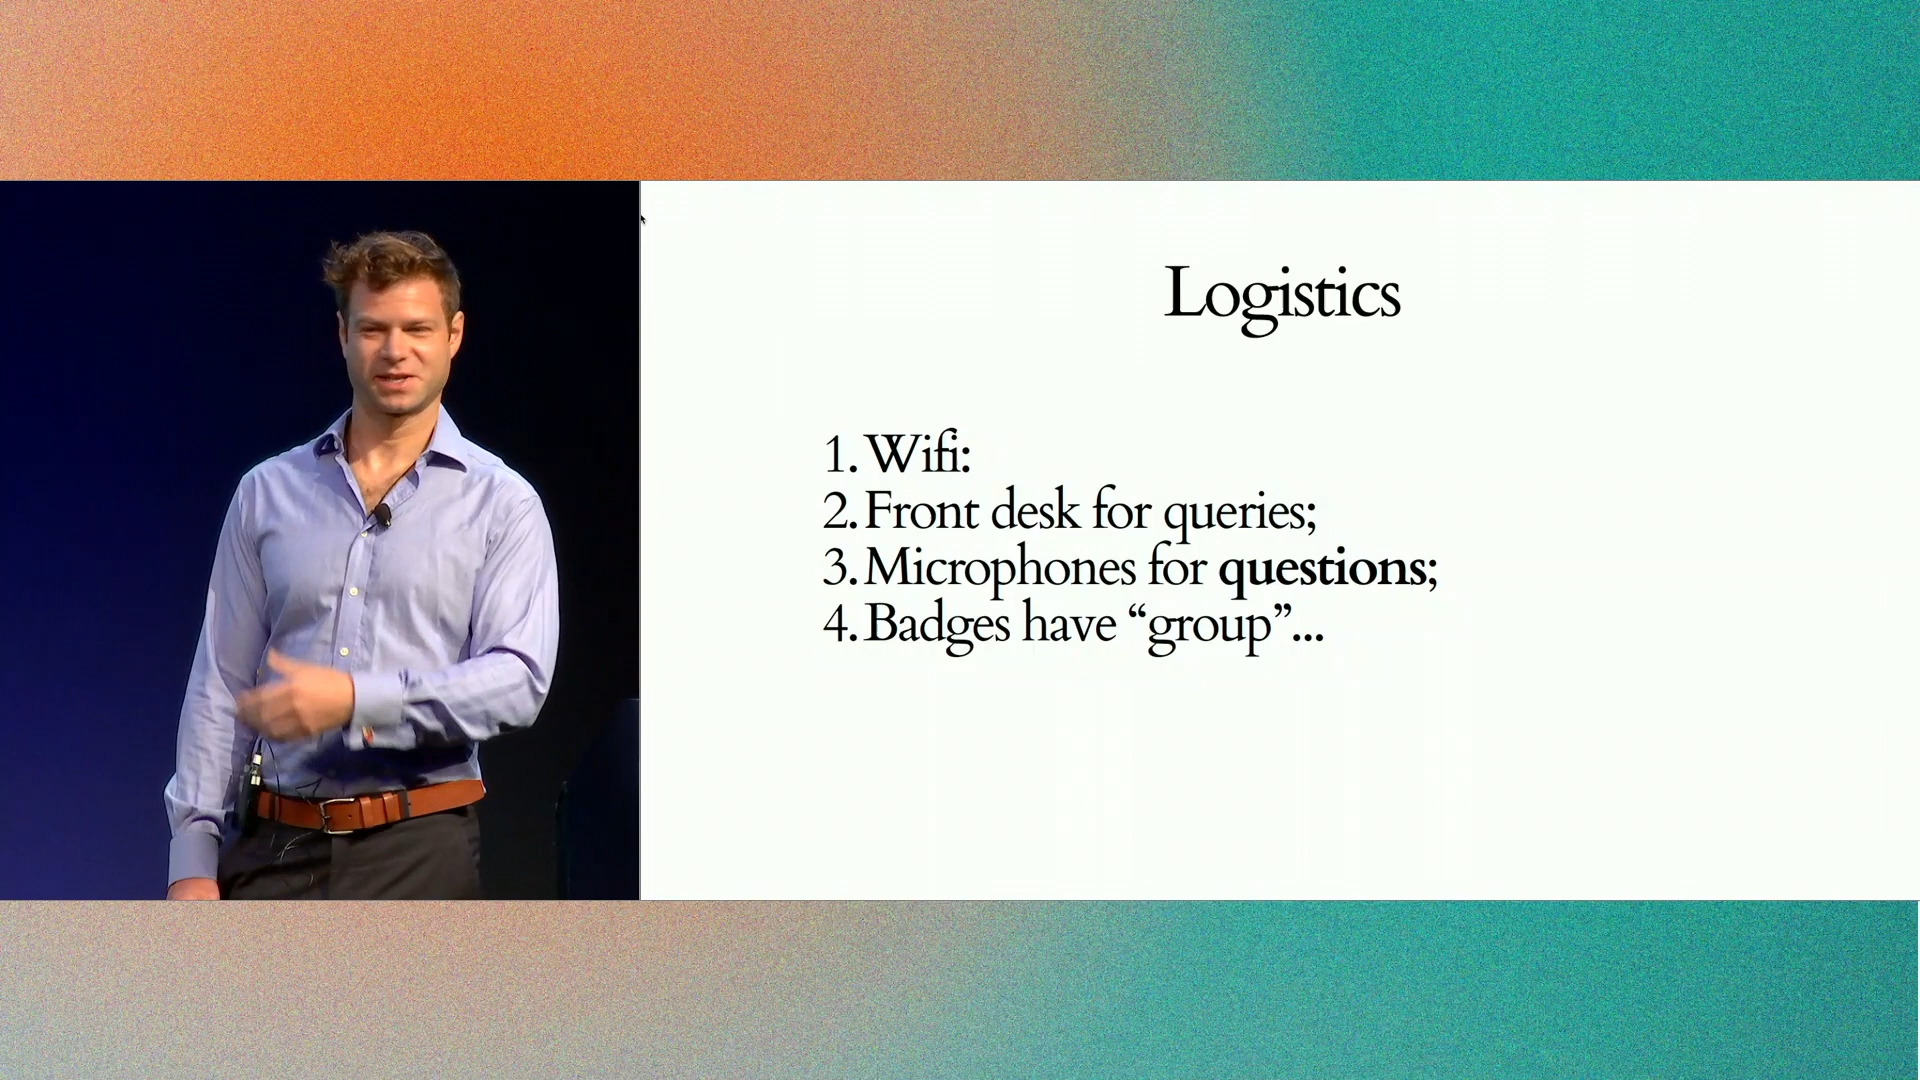 Logistics
1. Wifi:
2. Front desk for queries;
3. Microphones for questions;
4. Badges have “group”...